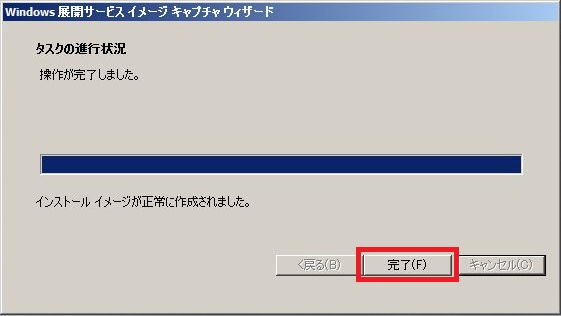 Windows 展開サービス イメージ キャプチャ ウィザード
タスクの進行状況
操作が完了しました。
インストール イメージが正常に作成されました。
<戻る(B) 完了(F) キャンセル(C)